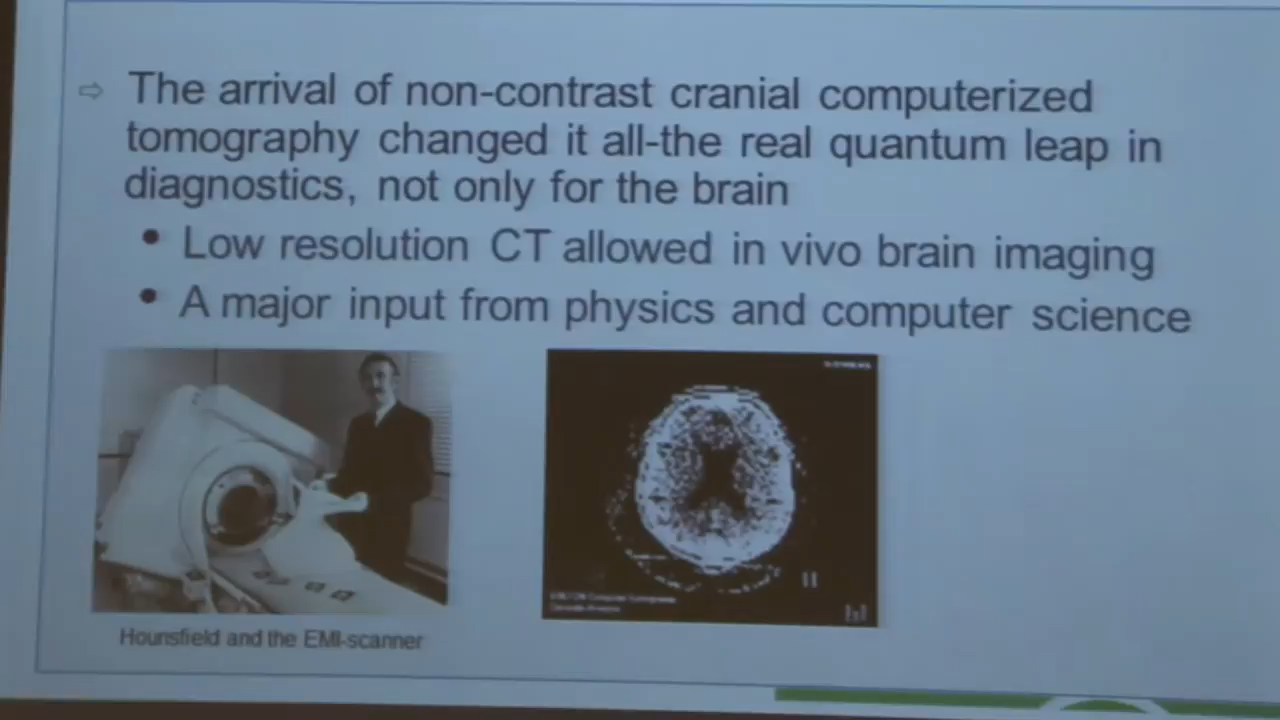 ⇨ The arrival of non-contrast cranial computerized
tomography changed it all-the real quantum leap in
diagnostics, not only for the brain
• Low resolution CT allowed in vivo brain imaging
• A major input from physics and computer science
Hounsfield and the EMI-scanner